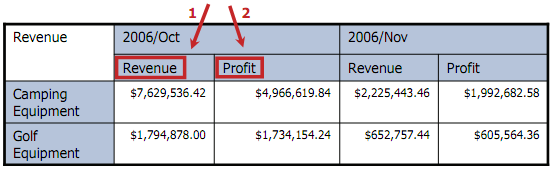 1 2
Revenue 2006/Oct 2006/Nov
Revenue Profit Revenue Profit
Camping Equipment $7,629,536.42 $4,966,619.84 $2,225,443.46 $1,992,682.58
Golf Equipment $1,794,878.00 $1,734,154.24 $652,757.44 $605,564.36